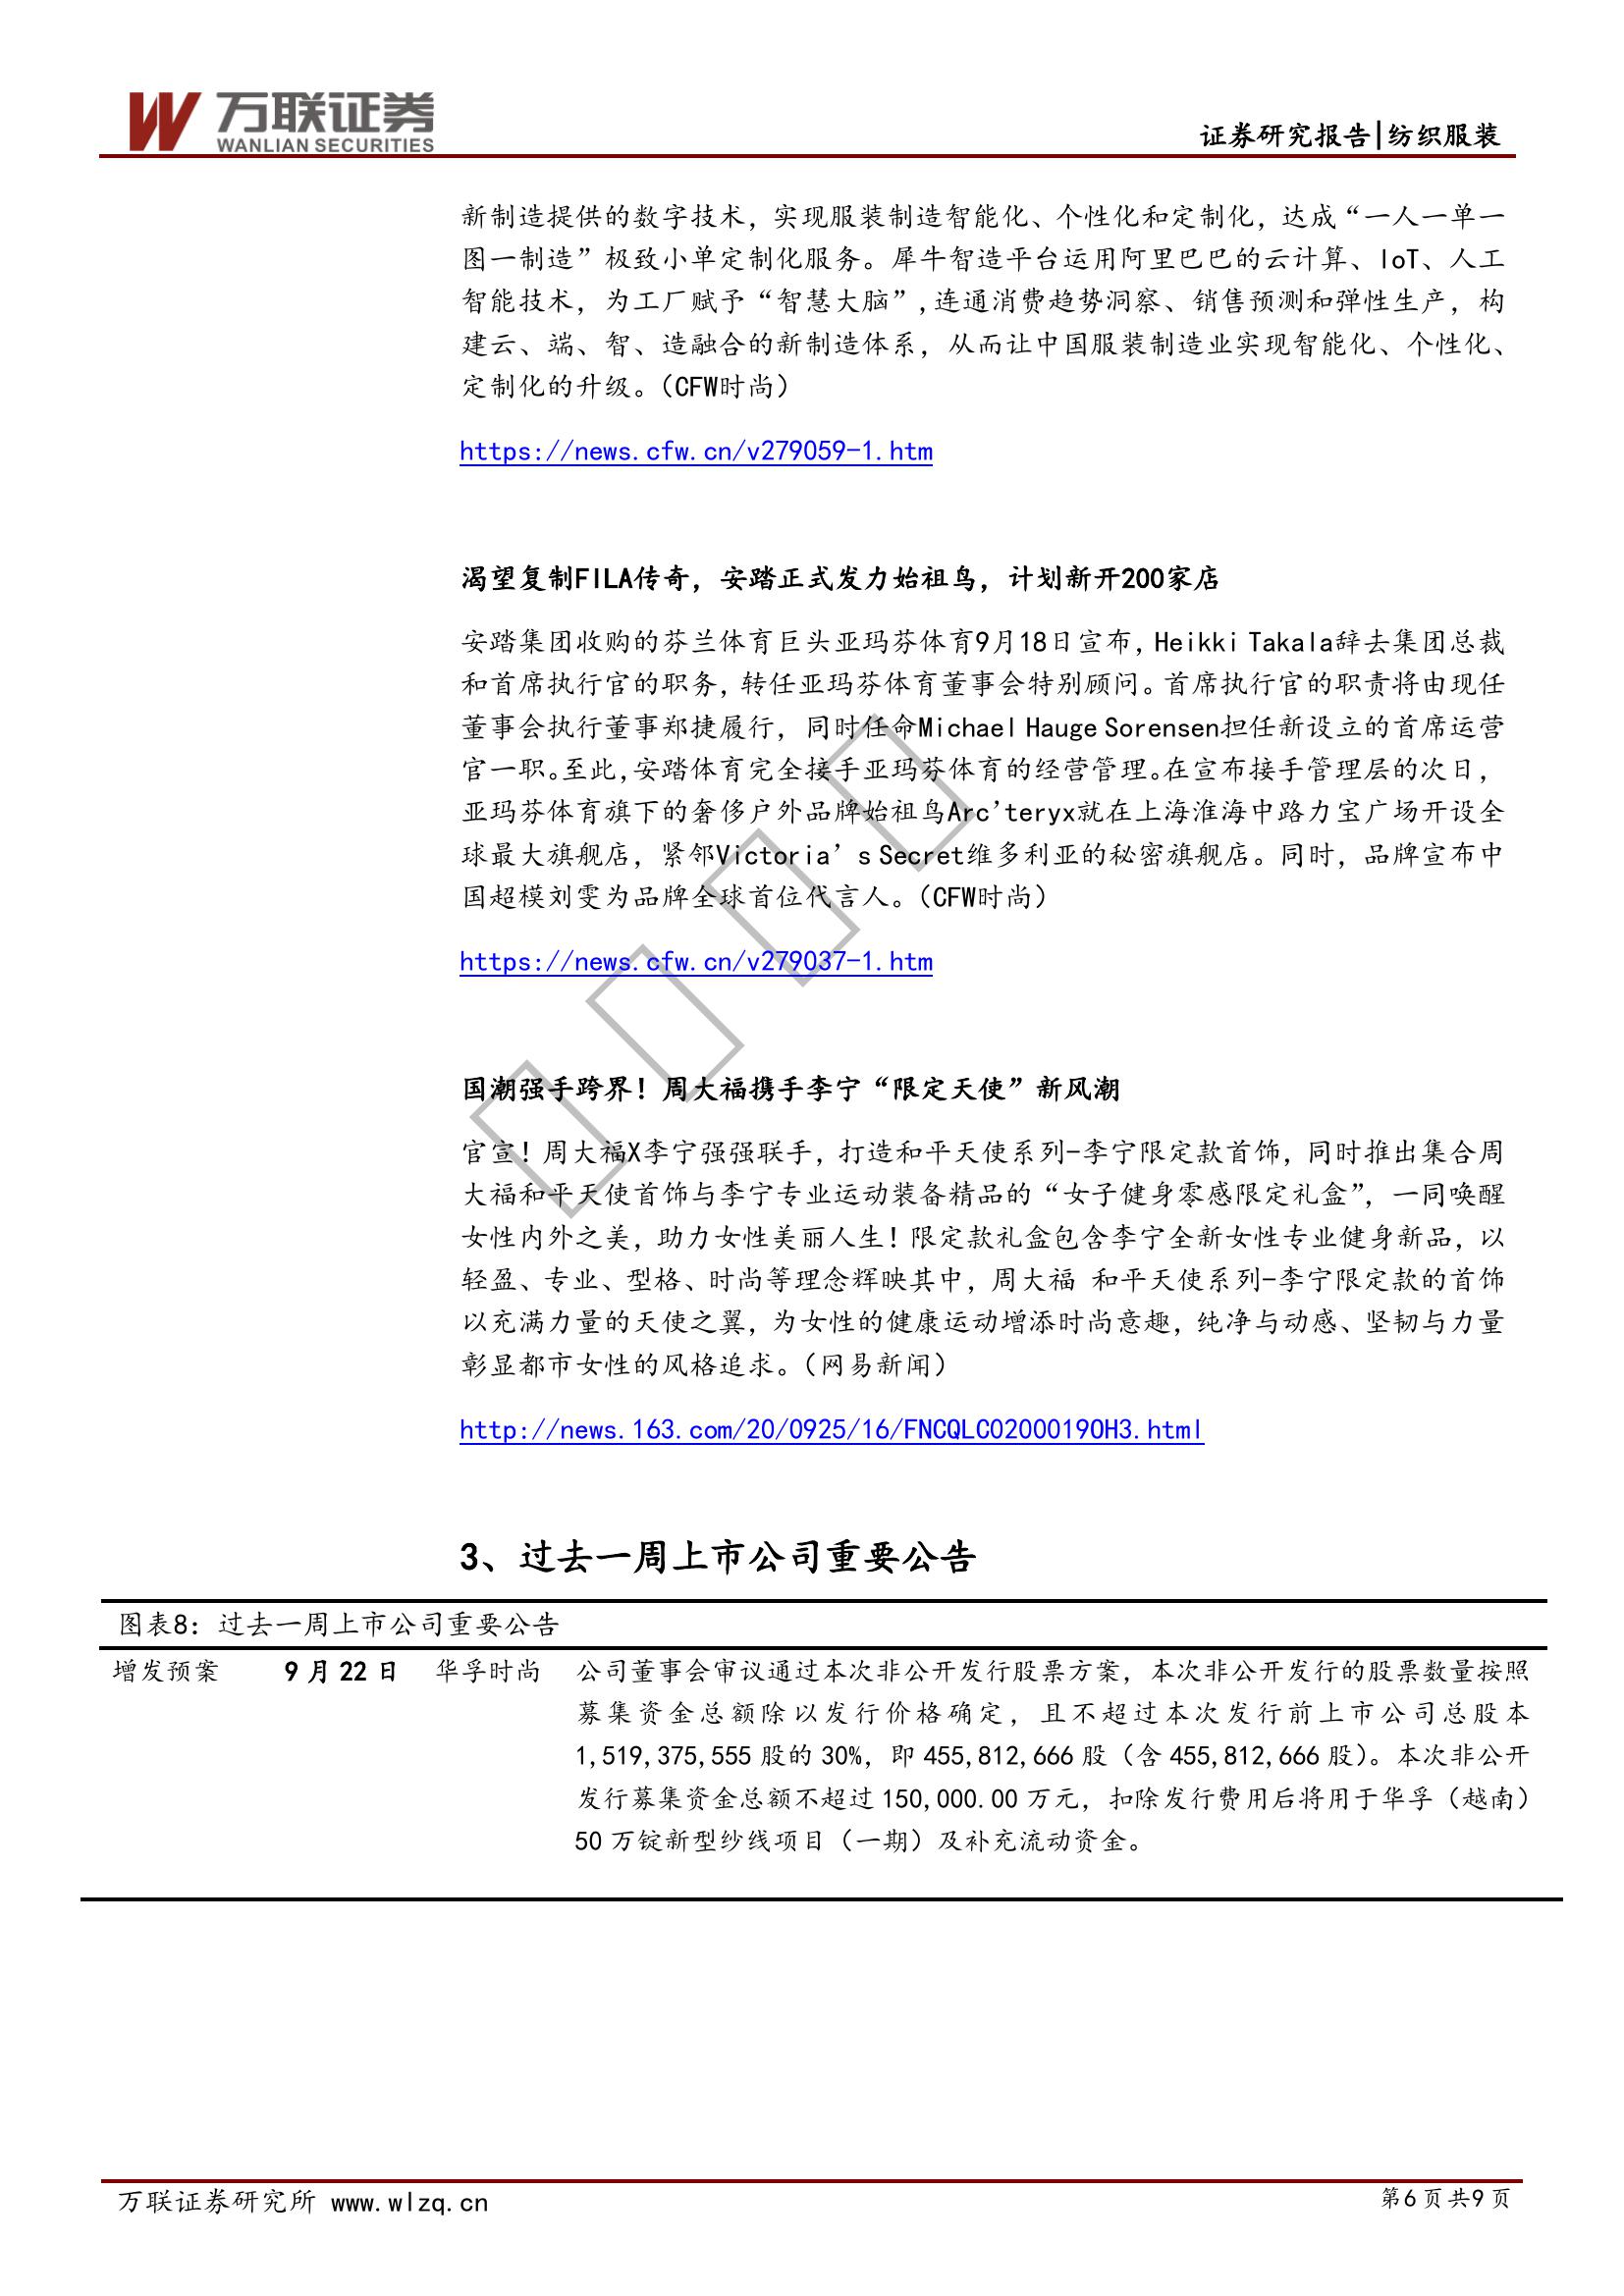 万联证券
WANLIAN SECURITIES
证券研究报告|纺织服装
新制造提供的数字技术，实现服装制造智能化、个性化和定制化，达成“一人一单一
图一制造”极致小单定制化服务。犀牛智造平台运用阿里巴巴的云计算、IoT、人工
智能技术，为工厂赋予“智慧大脑”,连通消费趋势洞察、销售预测和弹性生产，构
建云、端、智、造融合的新制造体系，从而让中国服装制造业实现智能化、个性化、
定制化的升级。（CFW时尚）
https://news.cfw.cn/v279059-1.htm
渴望复制FILA传奇，安踏正式发力始祖鸟，计划新开200家店
安踏集团收购的芬兰体育巨头亚玛芬体育9月18日宣布，Heikki Takala辞去集团总裁
和首席执行官的职务，转任亚玛芬体育董事会特别顾问。首席执行官的职责将由现任
董事会执行董事郑捷履行，同时任命Michael Hauge Sorensen担任新设立的首席运营
官一职。至此，安踏体育完全接手亚玛芬体育的经营管理。在宣布接手管理层的次日，
亚玛芬体育旗下的奢侈户外品牌始祖鸟Arc'teryx就在上海淮海中路力宝广场开设全
球最大旗舰店，紧邻Victoria’s Secret维多利亚的秘密旗舰店。同时，品牌宣布中
国超模刘雯为品牌全球首位代言人。（CFW时尚）
https://news.cfw.cn/v279037-1.htm
国潮强手跨界！周大福携手李宁“限定天使”新风潮
官宣！周大福X李宁强强联手，打造和平天使系列-李宁限定款首饰，同时推出集合周
大福和平天使首饰与李宁专业运动装备精品的“女子健身零感限定礼盒”，一同唤醒
女性内外之美，助力女性美丽人生！限定款礼盒包含李宁全新女性专业健身新品，以
轻盈、专业、型格、时尚等理念辉映其中，周大福 和平天使系列-李宁限定款的首饰
以充满力量的天使之翼，为女性的健康运动增添时尚意趣，纯净与动感、坚韧与力量
彰显都市女性的风格追求。（网易新闻）
http://news.163.com/20/0925/16/FNCQLC020001​9OH3.html
3、过去一周上市公司重要公告
图表8：过去一周上市公司重要公告
增发预案 9 月 22 日 华孚时尚 公司董事会审议通过本次非公开发行股票方案，本次非公开发行的股票数量按照
募集资金总额除以发行价格确定，且不超过本次发行前上市公司总股本
1,519,375,555 股的 30%，即 455,812,666 股（含 455,812,666 股）。本次非公开
发行募集资金总额不超过 150,000.00 万元，扣除发行费用后将用于华孚（越南）
50 万锭新型纱线项目（一期）及补充流动资金。
万联证券研究所 www.wlzq.cn
第 6 页 共 9 页